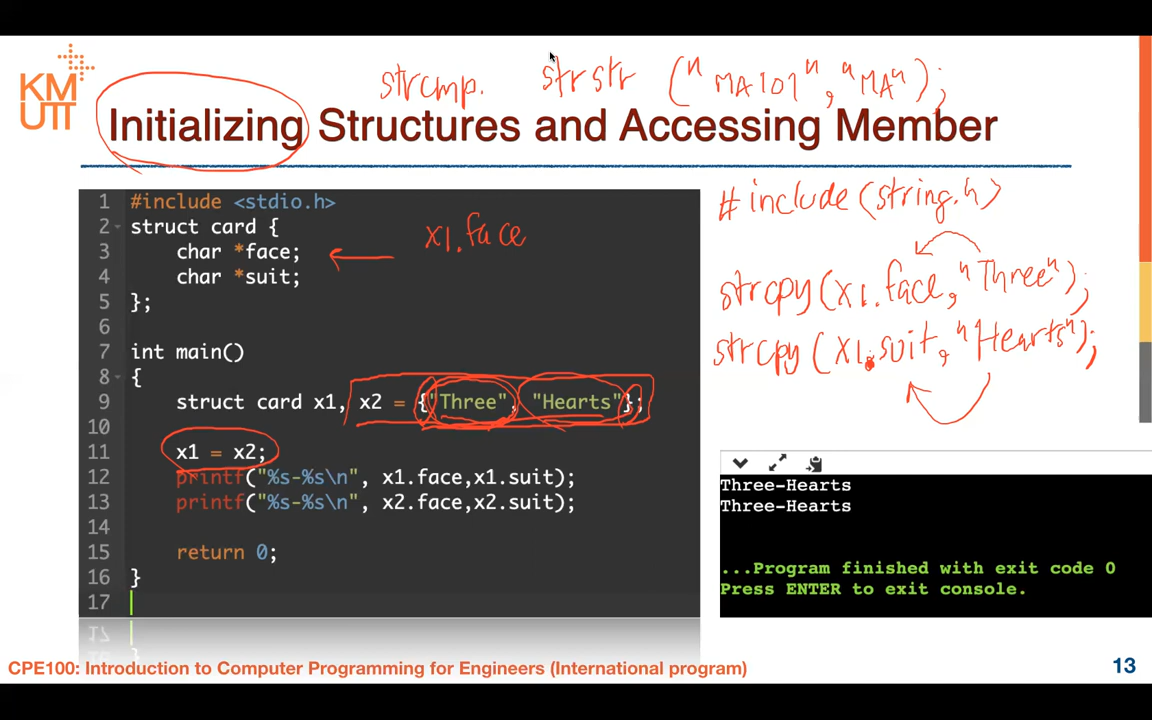 KM
UTT
strcmp. strstr ("MA101", "MA");
Initializing Structures and Accessing Member
1 #include <stdio.h>
2 struct card {
3 char *face;
4 char *suit;
5 };
6
7 int main()
8 {
9 struct card x1, x2 = {"Three", "Hearts"};
10
11 x1 = x2;
12 printf("%s-%s\n", x1.face,x1.suit);
13 printf("%s-%s\n", x2.face,x2.suit);
14
15 return 0;
16 }
17
x1.face
#include (string.h)
strcpy(x1.face, "Three");
strcpy(x1.suit, "Hearts");
Three-Hearts
Three-Hearts
...Program finished with exit code 0
Press ENTER to exit console.
CPE100: Introduction to Computer Programming for Engineers (International program)
13